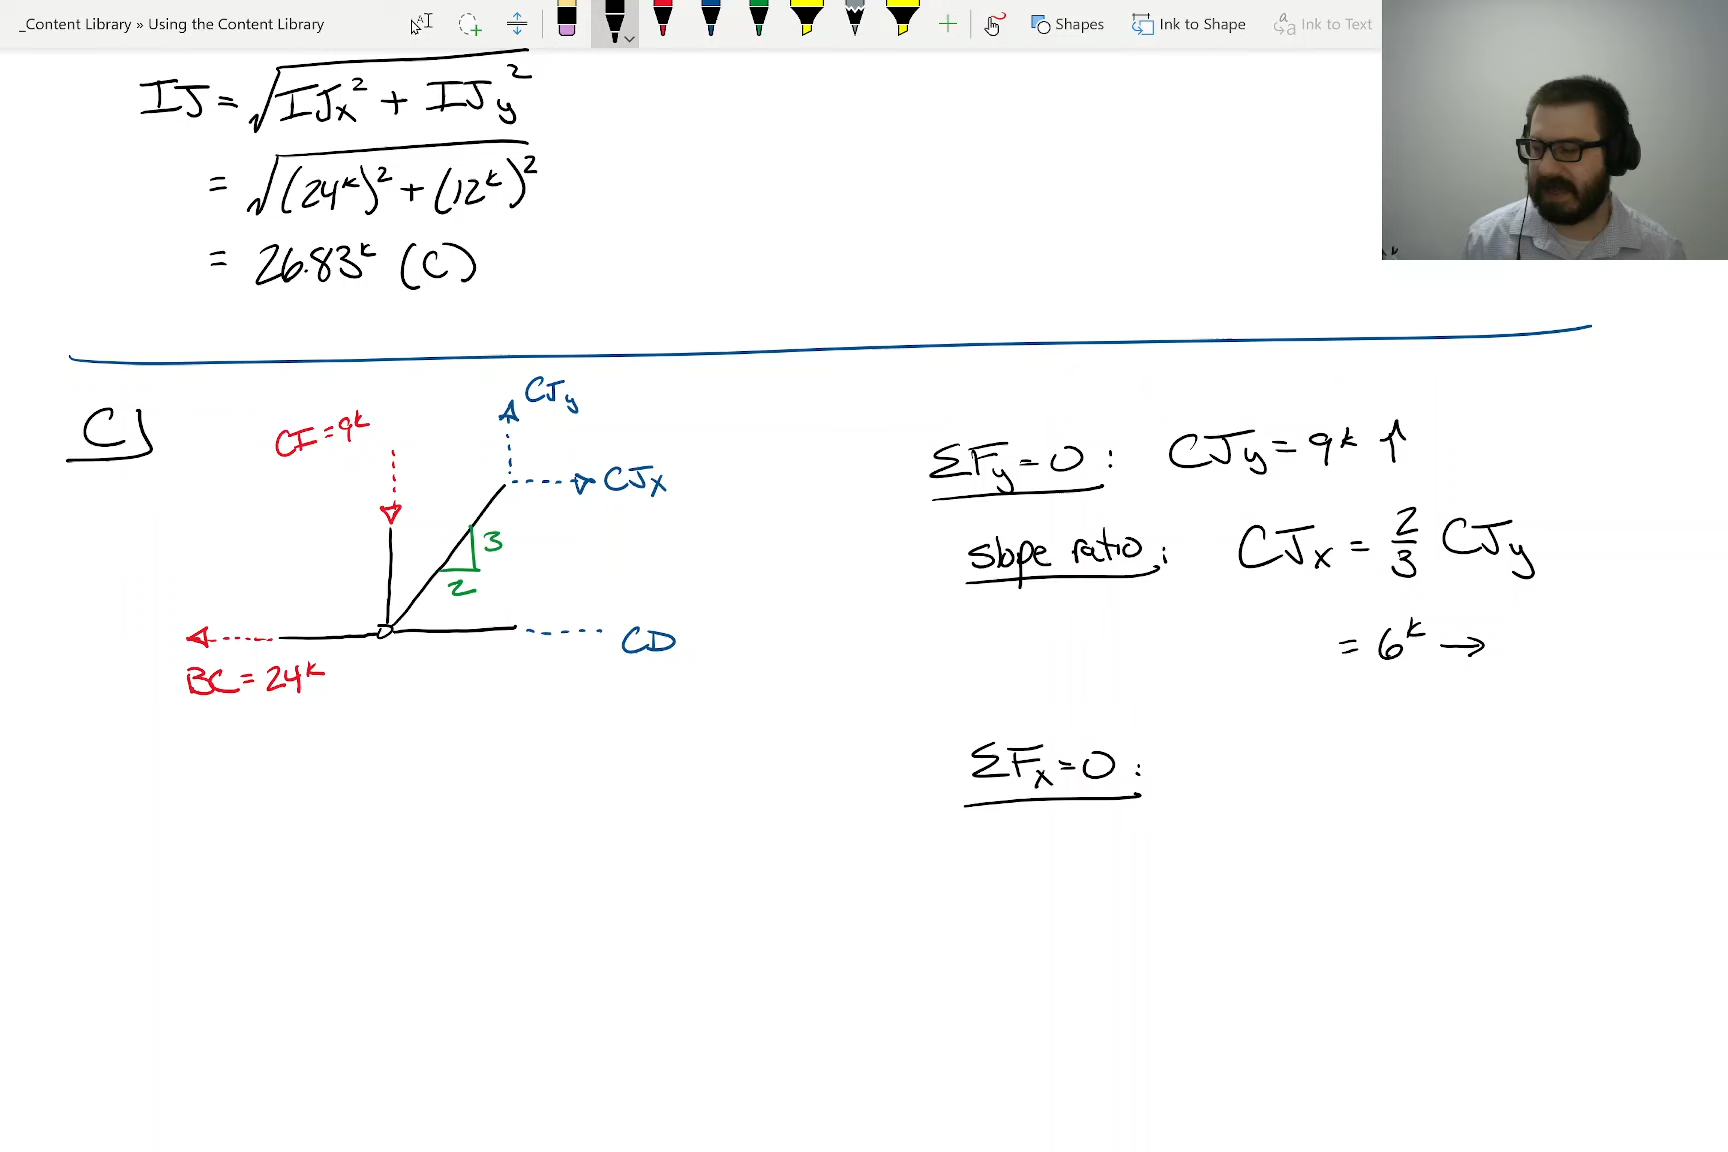 _Content Library » Using the Content Library
Shapes
Ink to Shape
Ink to Text
IJ = √IJx² + IJy²
= √(24ᵏ)² + (12ᵏ)²
= 26.83ᵏ (C)
C)
CI = 9ᵏ
CJy
CJx
3
2
CD
BC = 24ᵏ
ΣFy = 0 : CJy = 9ᵏ ↑
slope ratio: CJx = 2/3 CJy
= 6ᵏ →
ΣFx = 0 :